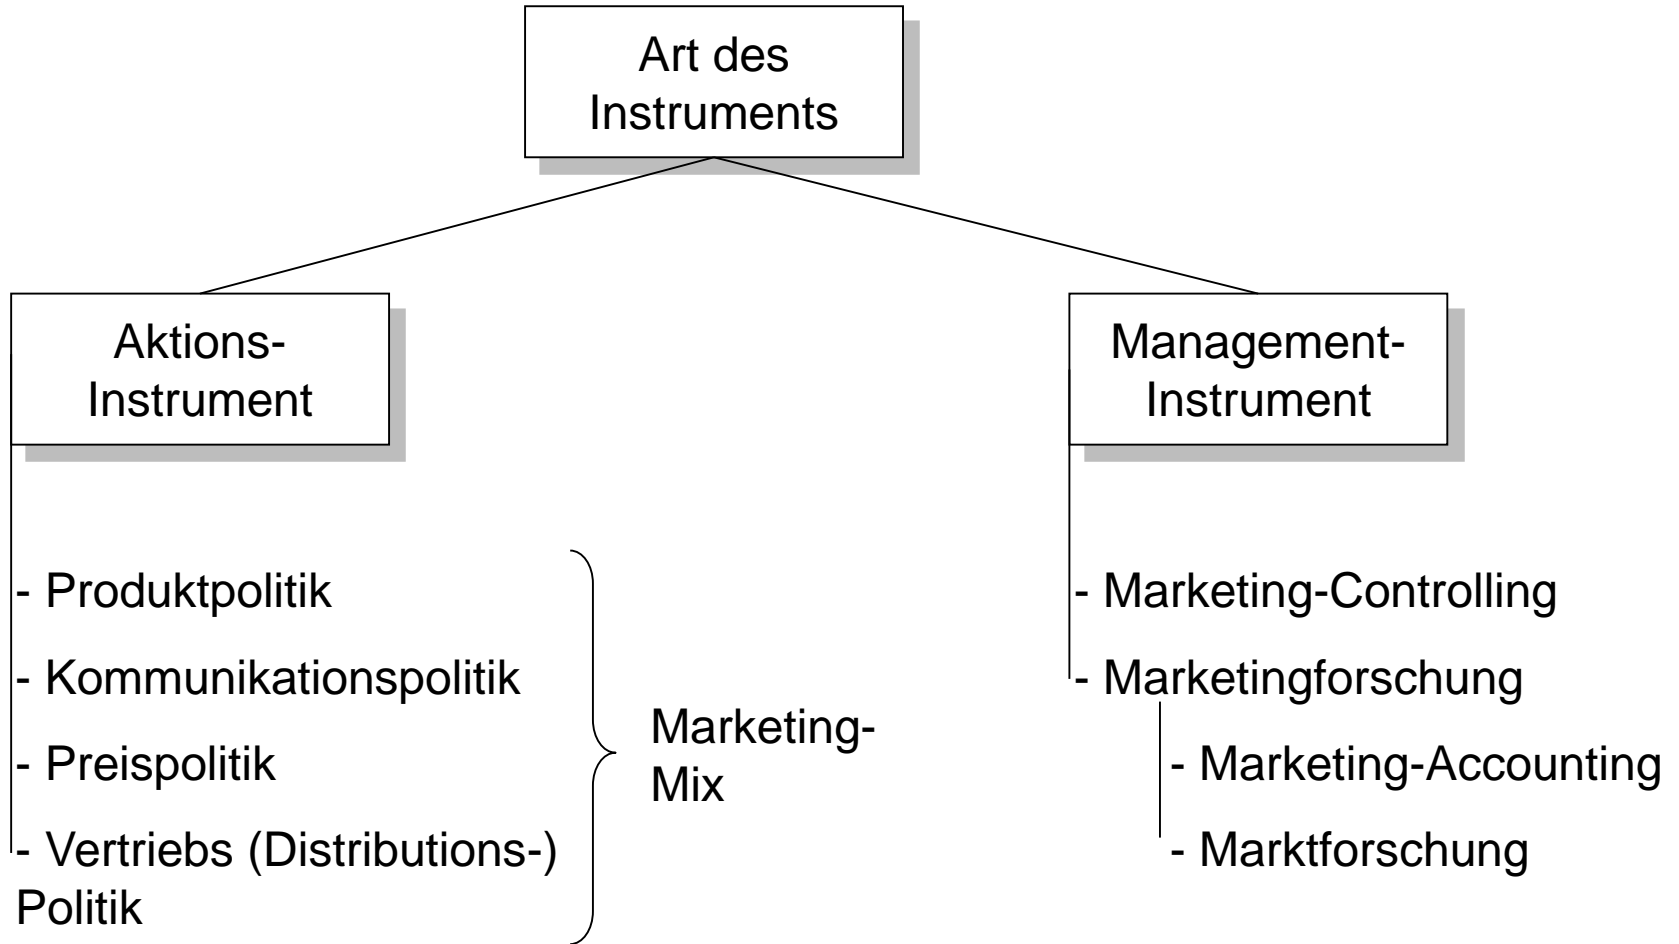 Art des
Instruments
Aktions-
Instrument
Management-
Instrument
- Produktpolitik
- Kommunikationspolitik
- Preispolitik
- Vertriebs (Distributions-)
Politik
Marketing-
Mix
- Marketing-Controlling
- Marketingforschung
- Marketing-Accounting
- Marktforschung